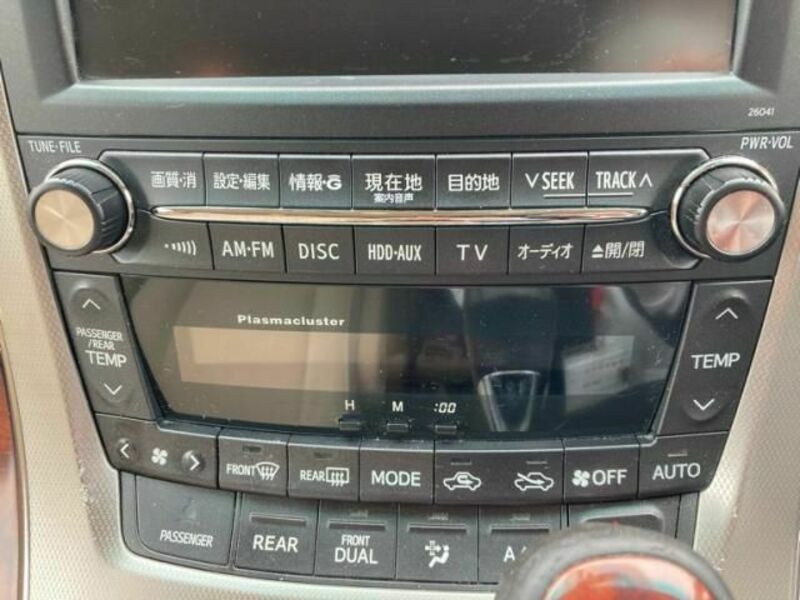 26041
TUNE·FILE
PWR·VOL
画質・消 設定・編集 情報・G 現在地 目的地 ∨ SEEK TRACK ∧
案内音声
AM·FM DISC HDD·AUX TV オーディオ ⏏開/閉
Plasmacluster
PASSENGER
/REAR
TEMP
TEMP
H M :00
FRONT REAR MODE OFF AUTO
PASSENGER REAR FRONT
DUAL